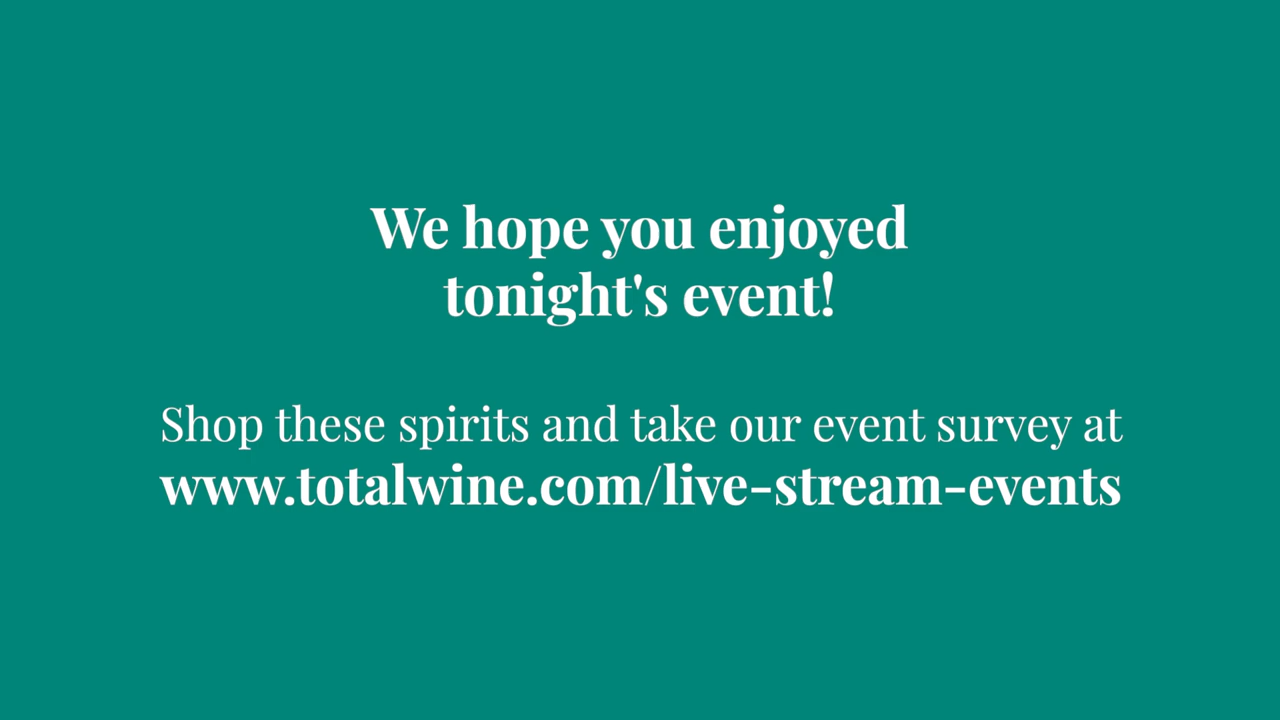 We hope you enjoyed
tonight's event!
Shop these spirits and take our event survey at
www.totalwine.com/live-stream-events